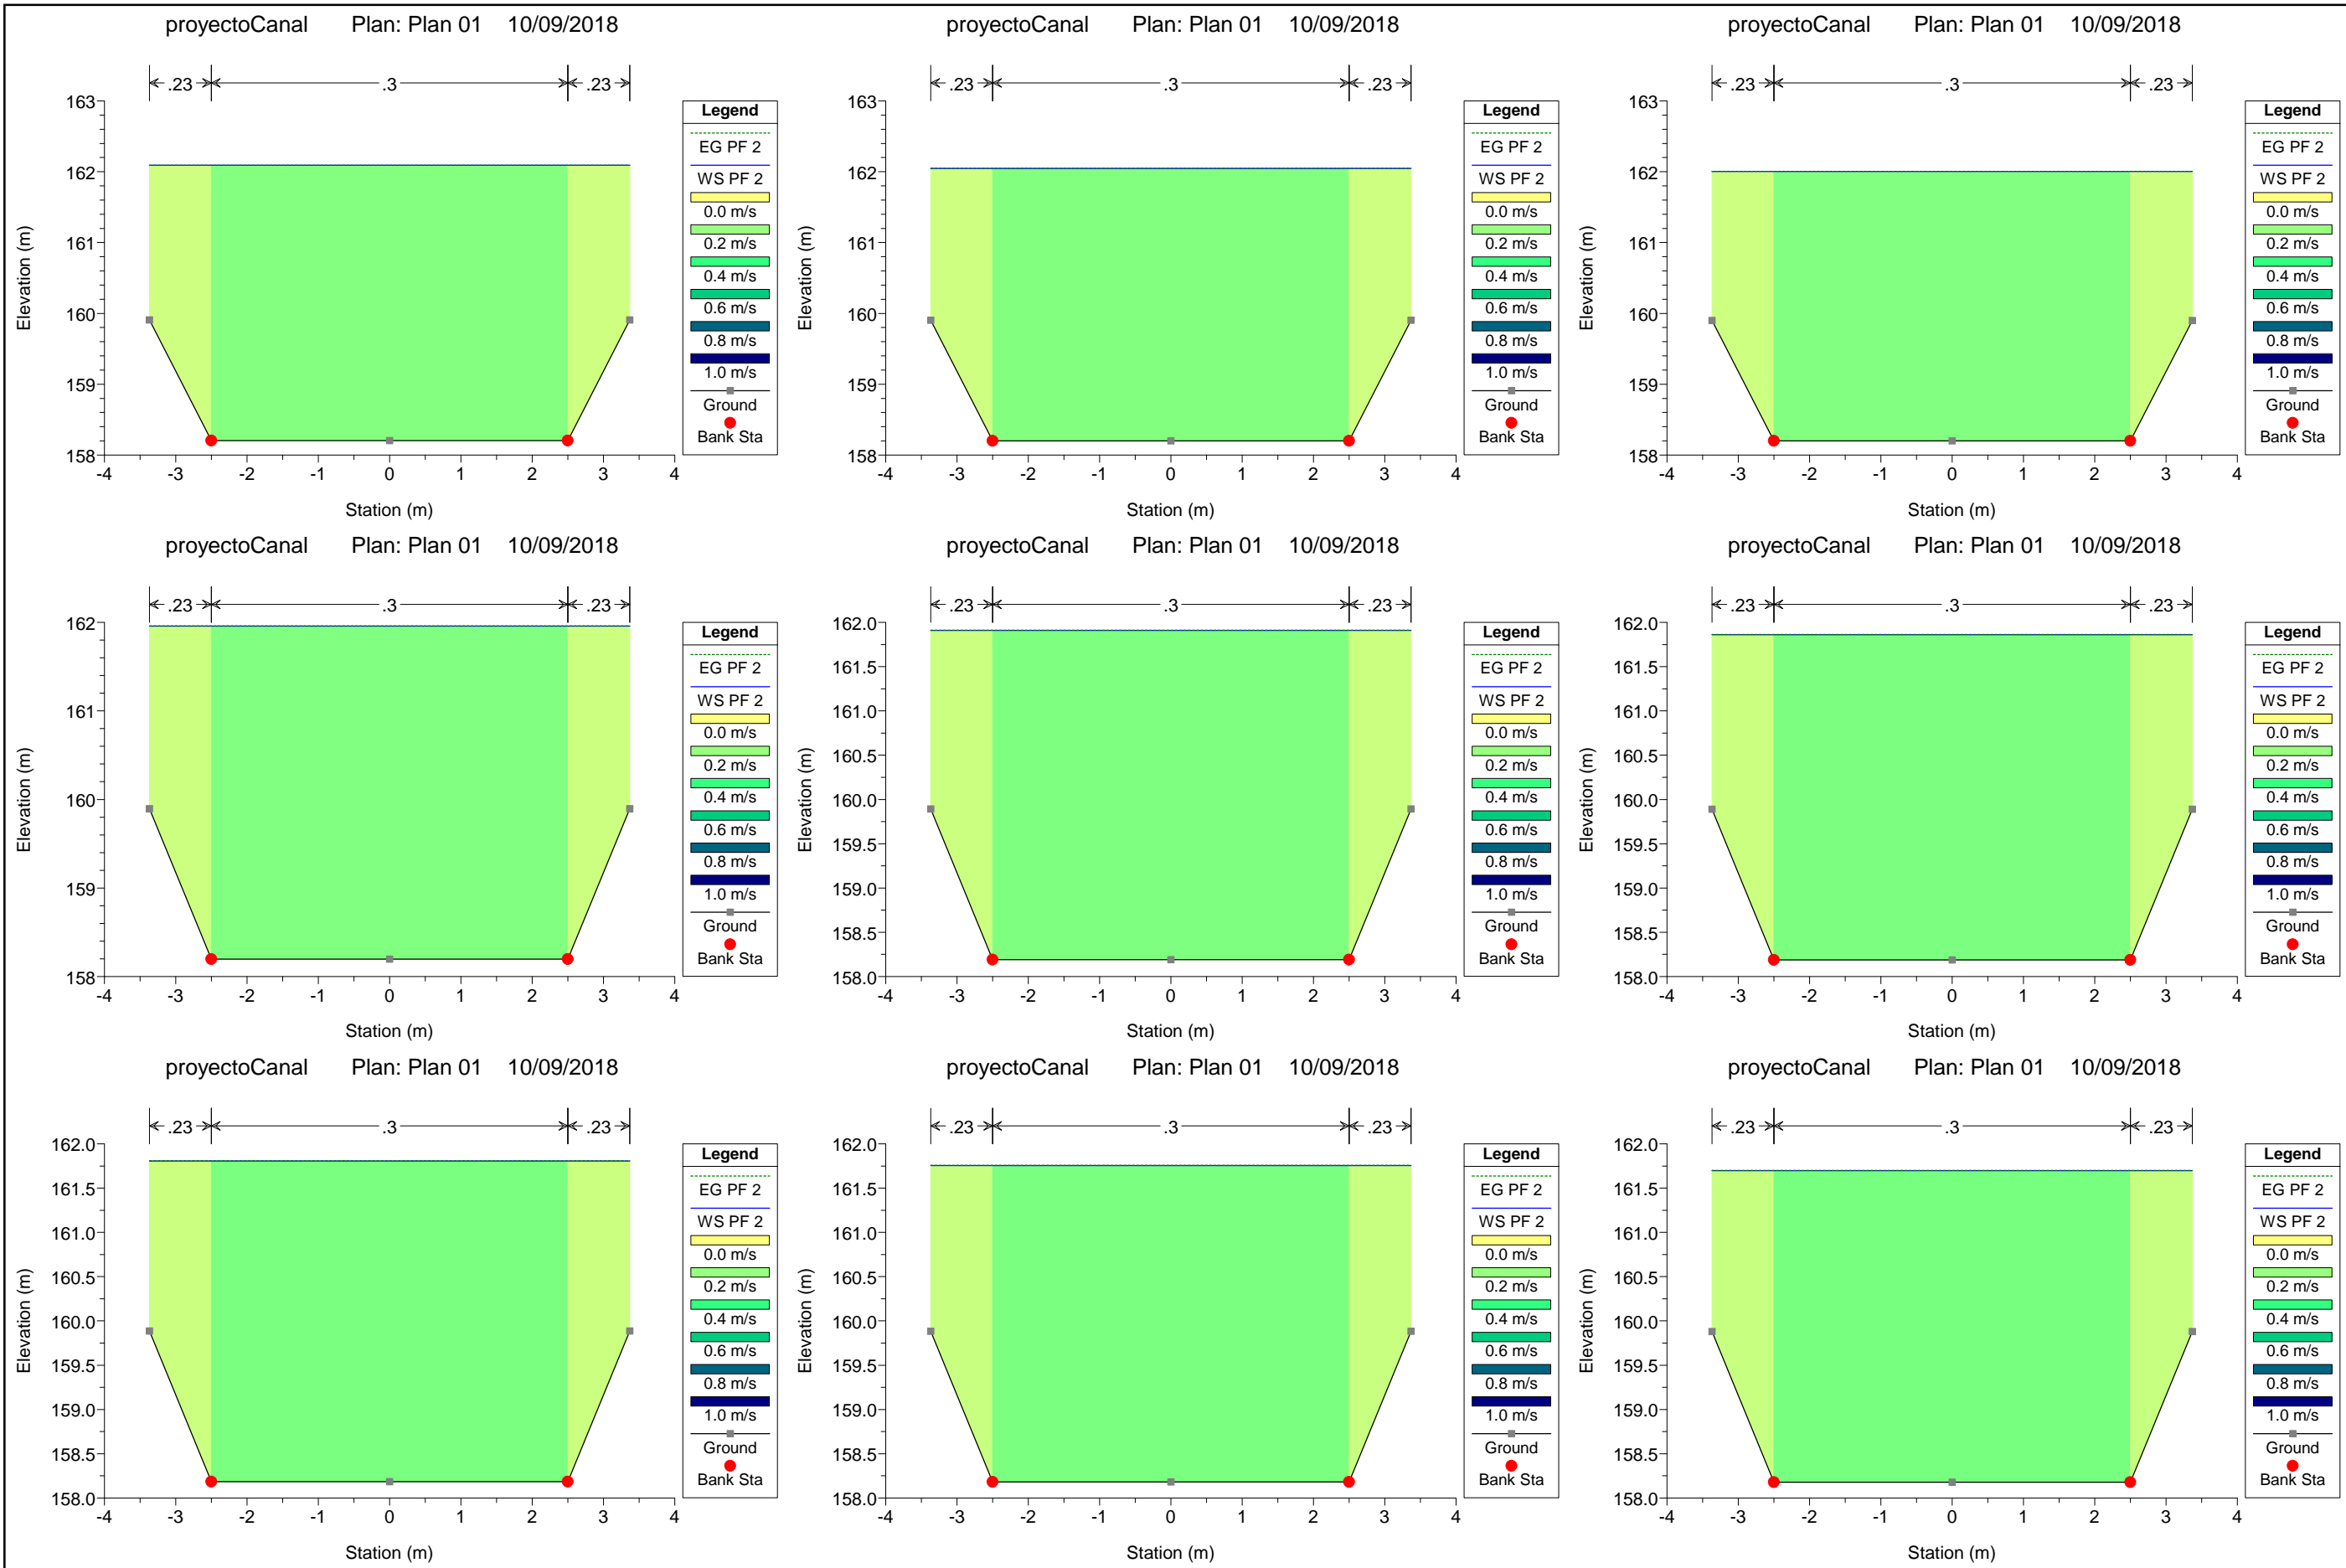 proyectoCanal Plan: Plan 01 10/09/2018
.23 .3 .23
163
162
161
160
159
158
Elevation (m)
-4 -3 -2 -1 0 1 2 3 4
Station (m)
Legend
EG PF 2
WS PF 2
0.0 m/s
0.2 m/s
0.4 m/s
0.6 m/s
0.8 m/s
1.0 m/s
Ground
Bank Sta
proyectoCanal Plan: Plan 01 10/09/2018
.23 .3 .23
163
162
161
160
159
158
Elevation (m)
-4 -3 -2 -1 0 1 2 3 4
Station (m)
Legend
EG PF 2
WS PF 2
0.0 m/s
0.2 m/s
0.4 m/s
0.6 m/s
0.8 m/s
1.0 m/s
Ground
Bank Sta
proyectoCanal Plan: Plan 01 10/09/2018
.23 .3 .23
163
162
161
160
159
158
Elevation (m)
-4 -3 -2 -1 0 1 2 3 4
Station (m)
Legend
EG PF 2
WS PF 2
0.0 m/s
0.2 m/s
0.4 m/s
0.6 m/s
0.8 m/s
1.0 m/s
Ground
Bank Sta
proyectoCanal Plan: Plan 01 10/09/2018
.23 .3 .23
162
161
160
159
158
Elevation (m)
-4 -3 -2 -1 0 1 2 3 4
Station (m)
Legend
EG PF 2
WS PF 2
0.0 m/s
0.2 m/s
0.4 m/s
0.6 m/s
0.8 m/s
1.0 m/s
Ground
Bank Sta
proyectoCanal Plan: Plan 01 10/09/2018
.23 .3 .23
162.0
161.5
161.0
160.5
160.0
159.5
159.0
158.5
158.0
Elevation (m)
-4 -3 -2 -1 0 1 2 3 4
Station (m)
Legend
EG PF 2
WS PF 2
0.0 m/s
0.2 m/s
0.4 m/s
0.6 m/s
0.8 m/s
1.0 m/s
Ground
Bank Sta
proyectoCanal Plan: Plan 01 10/09/2018
.23 .3 .23
162.0
161.5
161.0
160.5
160.0
159.5
159.0
158.5
158.0
Elevation (m)
-4 -3 -2 -1 0 1 2 3 4
Station (m)
Legend
EG PF 2
WS PF 2
0.0 m/s
0.2 m/s
0.4 m/s
0.6 m/s
0.8 m/s
1.0 m/s
Ground
Bank Sta
proyectoCanal Plan: Plan 01 10/09/2018
.23 .3 .23
162.0
161.5
161.0
160.5
160.0
159.5
159.0
158.5
158.0
Elevation (m)
-4 -3 -2 -1 0 1 2 3 4
Station (m)
Legend
EG PF 2
WS PF 2
0.0 m/s
0.2 m/s
0.4 m/s
0.6 m/s
0.8 m/s
1.0 m/s
Ground
Bank Sta
proyectoCanal Plan: Plan 01 10/09/2018
.23 .3 .23
162.0
161.5
161.0
160.5
160.0
159.5
159.0
158.5
158.0
Elevation (m)
-4 -3 -2 -1 0 1 2 3 4
Station (m)
Legend
EG PF 2
WS PF 2
0.0 m/s
0.2 m/s
0.4 m/s
0.6 m/s
0.8 m/s
1.0 m/s
Ground
Bank Sta
proyectoCanal Plan: Plan 01 10/09/2018
.23 .3 .23
162.0
161.5
161.0
160.5
160.0
159.5
159.0
158.5
158.0
Elevation (m)
-4 -3 -2 -1 0 1 2 3 4
Station (m)
Legend
EG PF 2
WS PF 2
0.0 m/s
0.2 m/s
0.4 m/s
0.6 m/s
0.8 m/s
1.0 m/s
Ground
Bank Sta